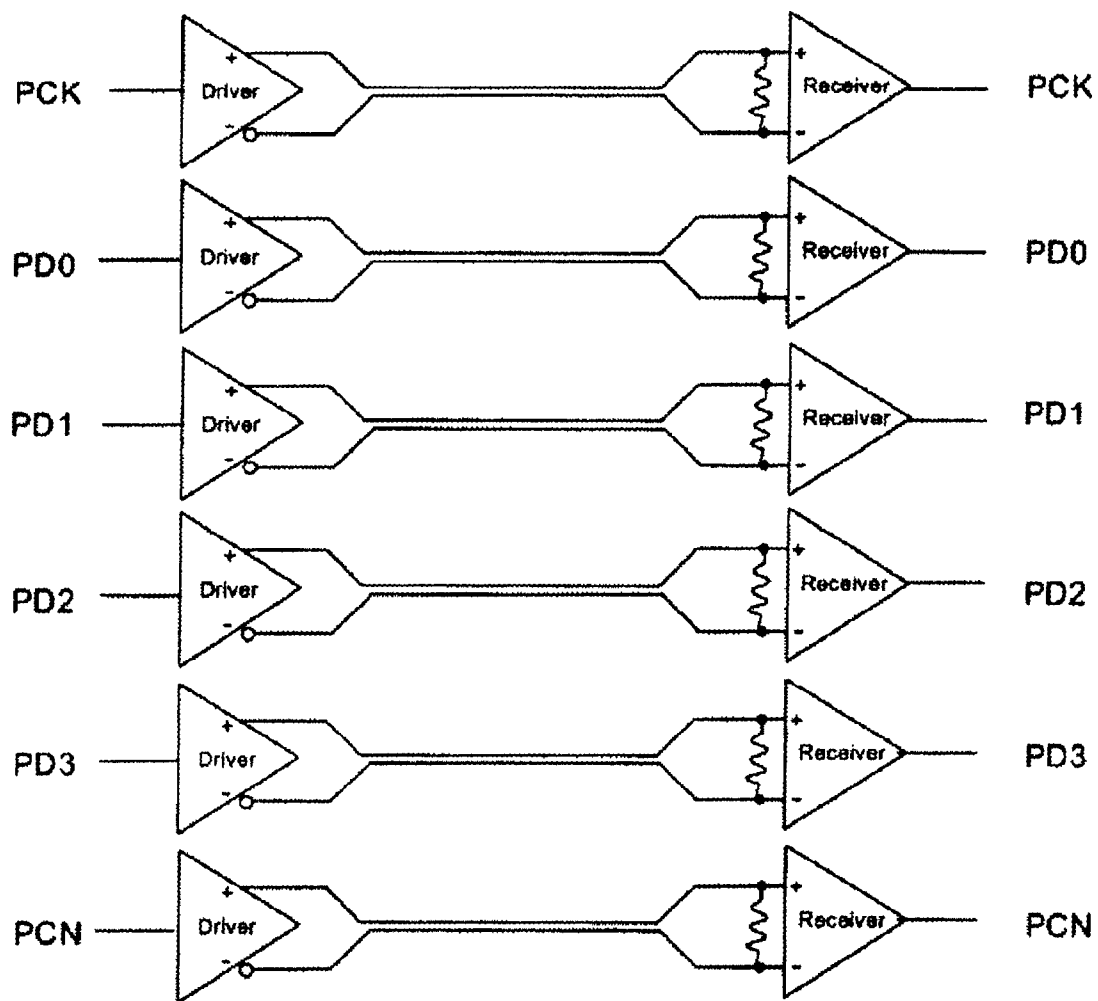 PCK + Driver - + Receiver - PCK
PD0 + Driver - + Receiver - PD0
PD1 + Driver - + Receiver - PD1
PD2 + Driver - + Receiver - PD2
PD3 + Driver - + Receiver - PD3
PCN + Driver - + Receiver - PCN